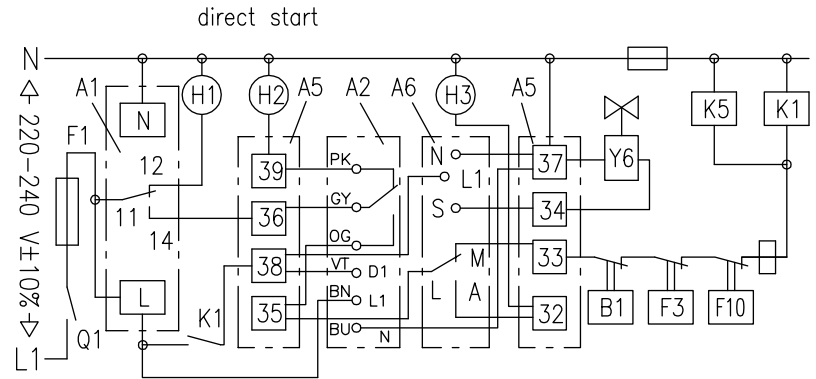 direct start
N
A1
H1
H2
A5
A2
A6
H3
A5
K5
K1
220-240 V±10%
F1
N
12
11
14
L
Q1
L1
K1
39
36
38
35
PK
GY
OG
VT
D1
BN
L1
BU
N
N
L1
S
M
L
A
37
34
33
32
Y6
B1
F3
F10